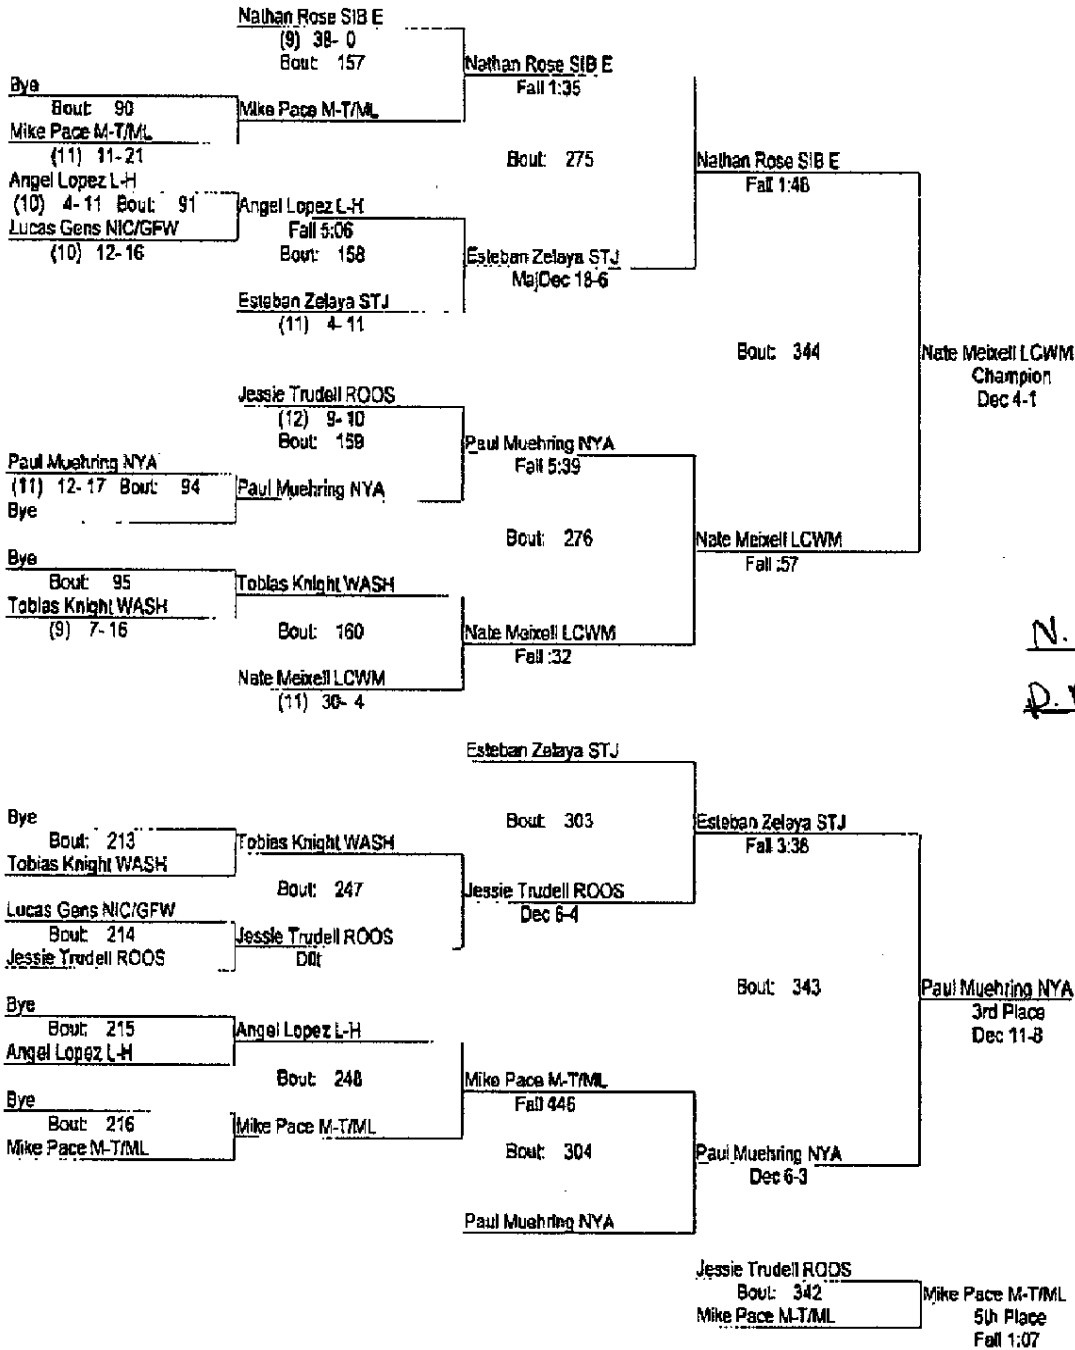 Nathan Rose SIB E
(9) 38- 0
Bout: 157
Nathan Rose SIB E
Fall 1:35
Bye
Bout: 90
Mike Pace M-T/ML
Mike Pace M-T/ML
(11) 11-21
Bout: 275
Nathan Rose SIB E
Fall 1:48
Angel Lopez L-H
(10) 4-11 Bout: 91
Angel Lopez L-H
Lucas Gens NIC/GFW
Fall 5:06
(10) 12-16
Bout: 158
Esteban Zelaya STJ
MajDec 18-6
Esteban Zelaya STJ
(11) 4-11
Bout: 344
Nate Meixell LCWM
Champion
Dec 4-1
Jessie Trudell ROOS
(12) 9-10
Bout: 159
Paul Muehring NYA
Fall 5:39
Paul Muehring NYA
(11) 12-17 Bout: 94
Paul Muehring NYA
Bye
Bout: 276
Nate Meixell LCWM
Fall :57
Bye
Bout: 95
Tobias Knight WASH
Tobias Knight WASH
(9) 7-16
Bout: 160
Nate Meixell LCWM
Fall :32
Nate Meixell LCWM
(11) 30- 4
N.
Esteban Zelaya STJ
Bye
Bout: 213
Tobias Knight WASH
Tobias Knight WASH
Bout: 303
Esteban Zelaya STJ
Fall 3:36
Bout: 247
Jessie Trudell ROOS
Dec 6-4
Lucas Gens NIC/GFW
Bout: 214
Jessie Trudell ROOS
Jessie Trudell ROOS
Bout: 343
Paul Muehring NYA
3rd Place
Dec 11-8
Bye
Bout: 215
Angel Lopez L-H
Angel Lopez L-H
Bout: 248
Mike Pace M-T/ML
Fall 446
Bye
Bout: 216
Mike Pace M-T/ML
Mike Pace M-T/ML
Bout: 304
Paul Muehring NYA
Dec 6-3
Paul Muehring NYA
Jessie Trudell ROOS
Bout: 342
Mike Pace M-T/ML
Mike Pace M-T/ML
5th Place
Fall 1:07